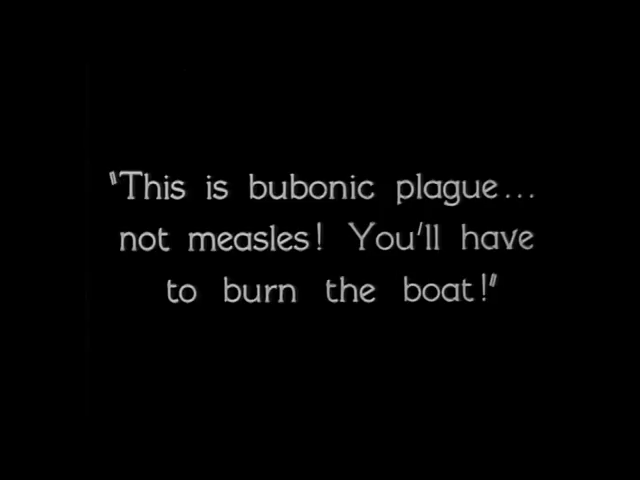 "This is bubonic plague...
not measles! You'll have
to burn the boat!"